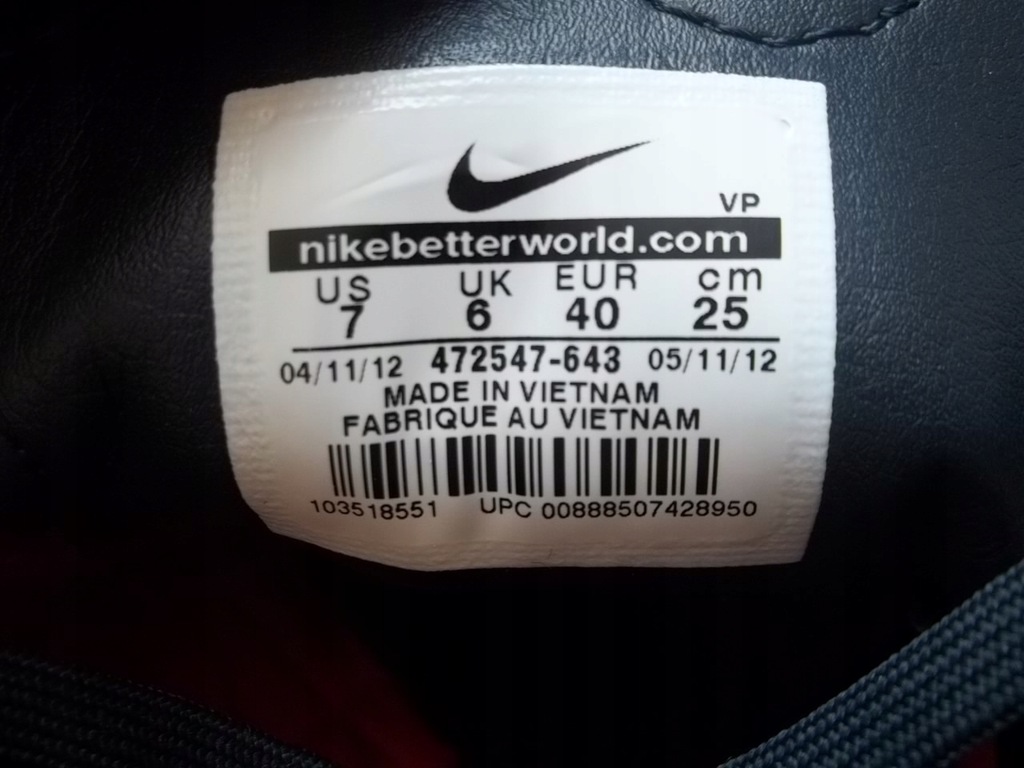 VP
nikebetterworld.com
US UK EUR cm
7 6 40 25
04/11/12 472547-643 05/11/12
MADE IN VIETNAM
FABRIQUE AU VIETNAM
103518551 UPC 00888507428950